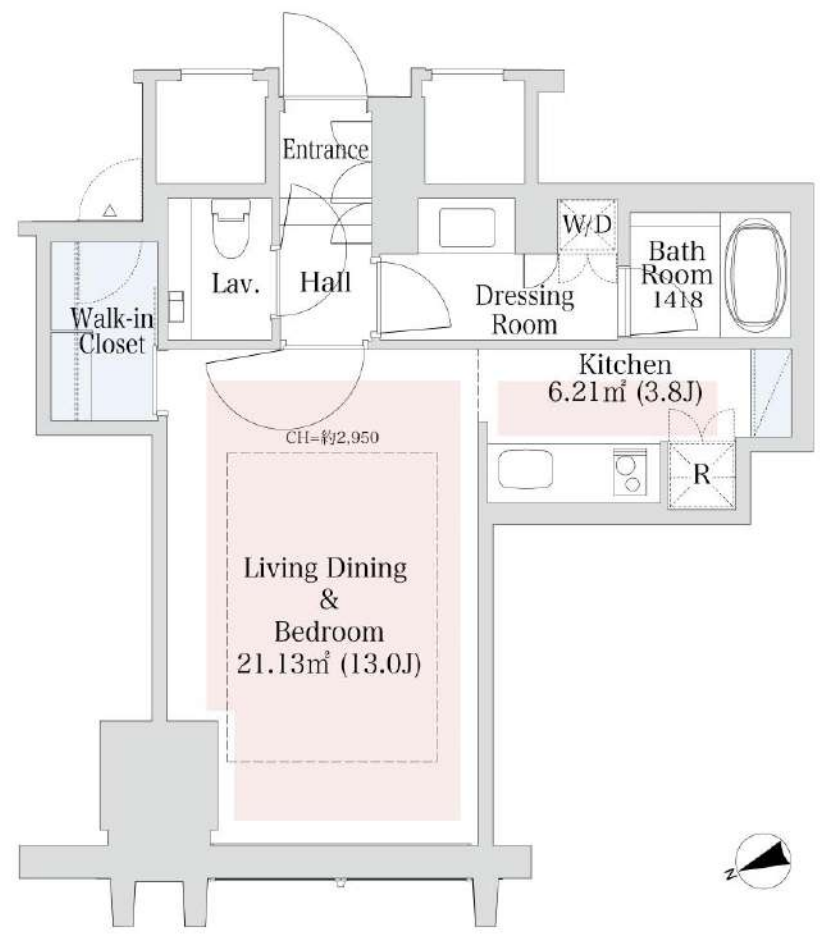 Entrance
W/D
Lav.
Hall
Bath
Room
1418
Dressing
Room
Walk-in
Closet
Kitchen
6.21㎡ (3.8J)
CH=約2,950
R
Living Dining
&
Bedroom
21.13㎡ (13.0J)
N